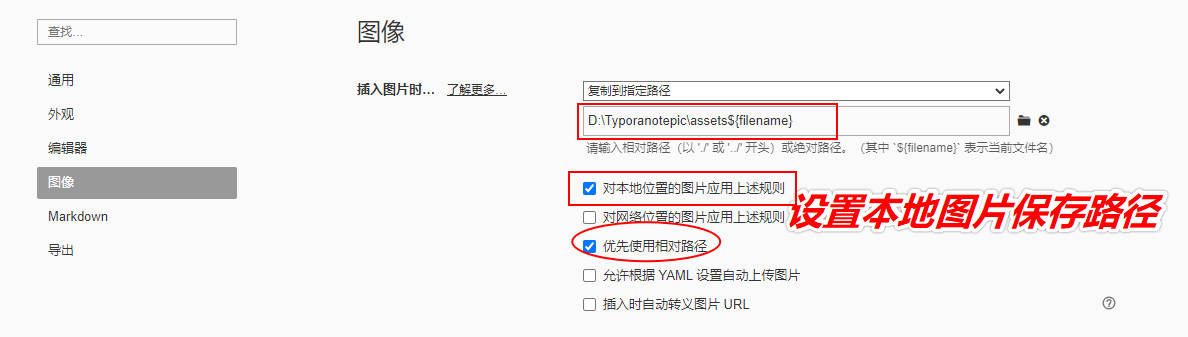 查找...
通用
外观
编辑器
图像
Markdown
导出
图像
插入图片时... 了解更多...
复制到指定路径
D:\Typoranotepic\assets${filename}
请输入相对路径（以 './' 或 '../' 开头）或绝对路径。（其中 `${filename}` 表示当前文件名）
对本地位置的图片应用上述规则
对网络位置的图片应用上述规则
设置本地图片保存路径
优先使用相对路径
允许根据 YAML 设置自动上传图片
插入时自动转义图片 URL